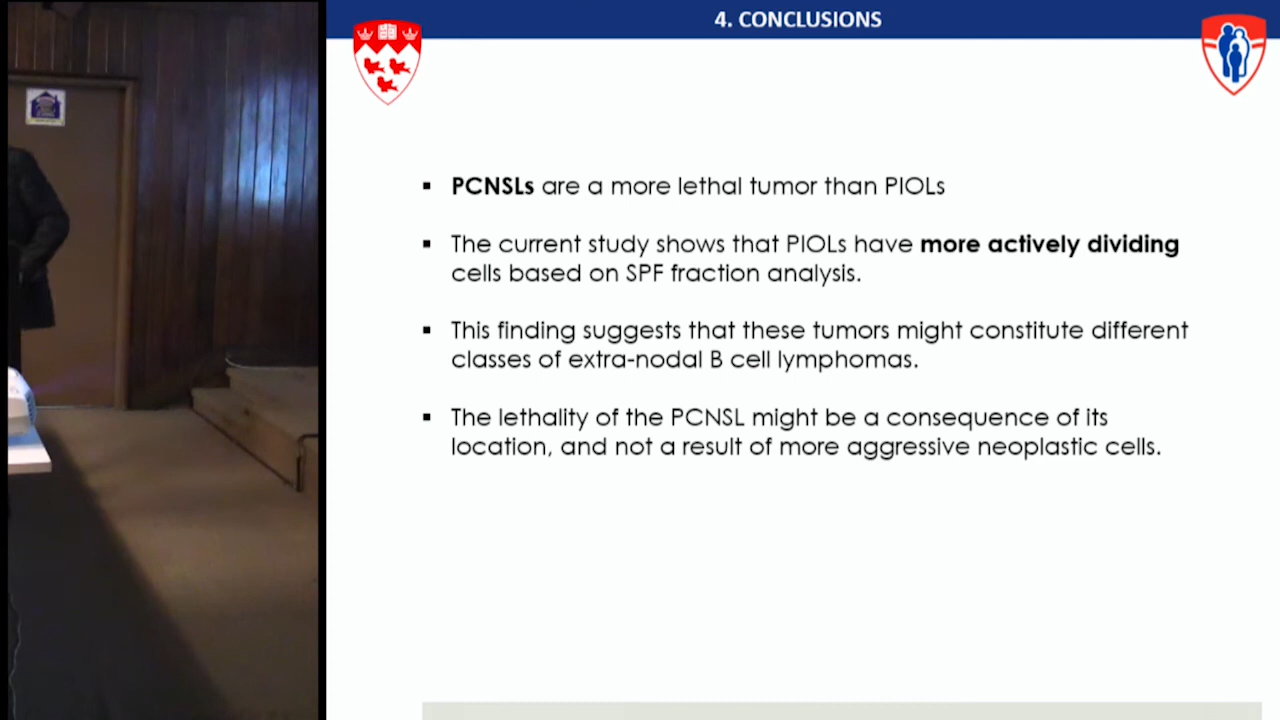 4. CONCLUSIONS
▪ PCNSLs are a more lethal tumor than PIOLs
▪ The current study shows that PIOLs have more actively dividing
cells based on SPF fraction analysis.
▪ This finding suggests that these tumors might constitute different
classes of extra-nodal B cell lymphomas.
▪ The lethality of the PCNSL might be a consequence of its
location, and not a result of more aggressive neoplastic cells.